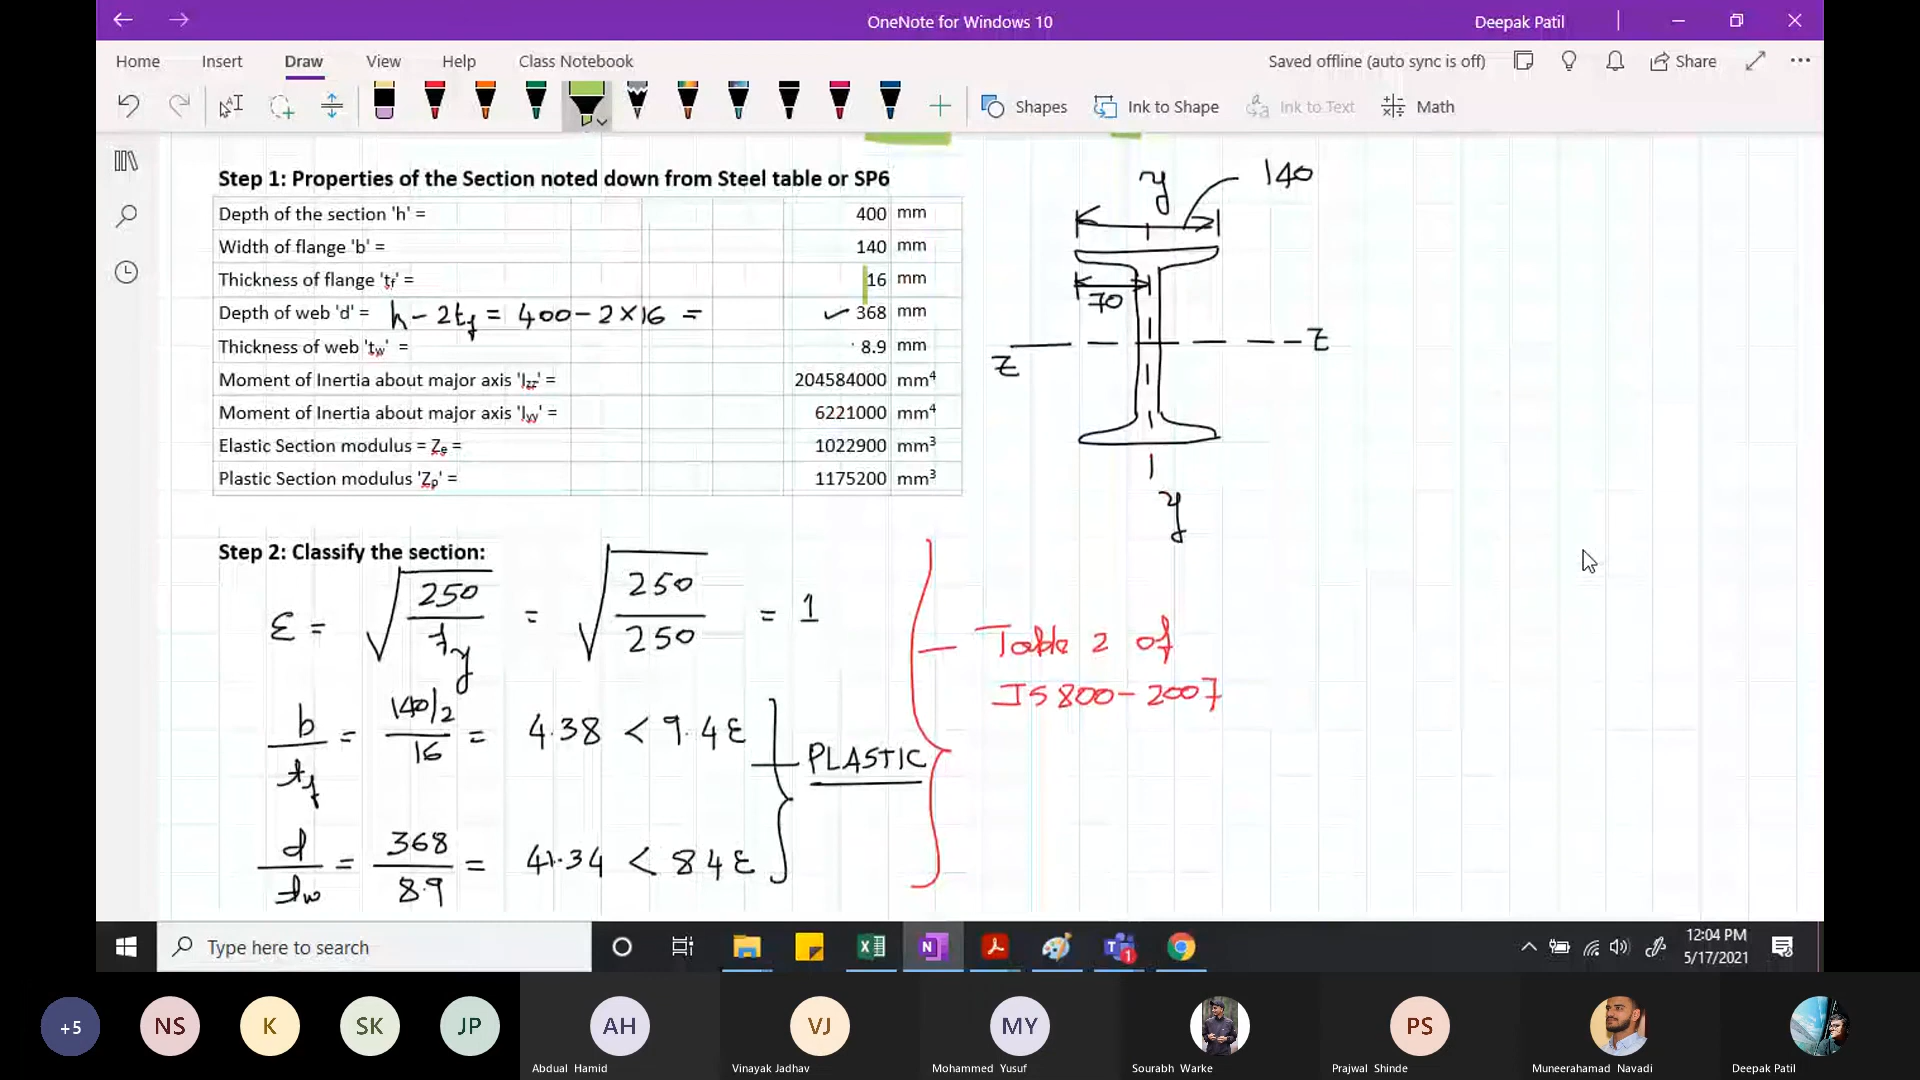 OneNote for Windows 10
Deepak Patil
Home Insert Draw View Help Class Notebook
Saved offline (auto sync is off) Share
Shapes Ink to Shape Ink to Text Math
Step 1: Properties of the Section noted down from Steel table or SP6
Depth of the section 'h' = 400 mm
Width of flange 'b' = 140 mm
Thickness of flange 'tf' = 16 mm
Depth of web 'd' = h - 2tf = 400 - 2 × 16 = ✓ 368 mm
Thickness of web 'tw' = 8.9 mm
Moment of Inertia about major axis 'Izz' = 204584000 mm⁴
Moment of Inertia about major axis 'Iyy' = 6221000 mm⁴
Elastic Section modulus = Ze = 1022900 mm³
Plastic Section modulus 'Zp' = 1175200 mm³
y
140
70
z
z
y
Step 2: Classify the section:
ε = √(250/fy) = √(250/250) = 1
b/tf = (140/2)/16 = 4.38 < 9.4ε
PLASTIC
d/tw = 368/8.9 = 41.34 < 84ε
Table 2 of
IS800-2007
Type here to search
12:04 PM
5/17/2021
1
+5
NS
K
SK
JP
AH
VJ
MY
PS
Abdual Hamid
Vinayak Jadhav
Mohammed Yusuf
Sourabh Warke
Prajwal Shinde
Muneerahamad Navadi
Deepak Patil